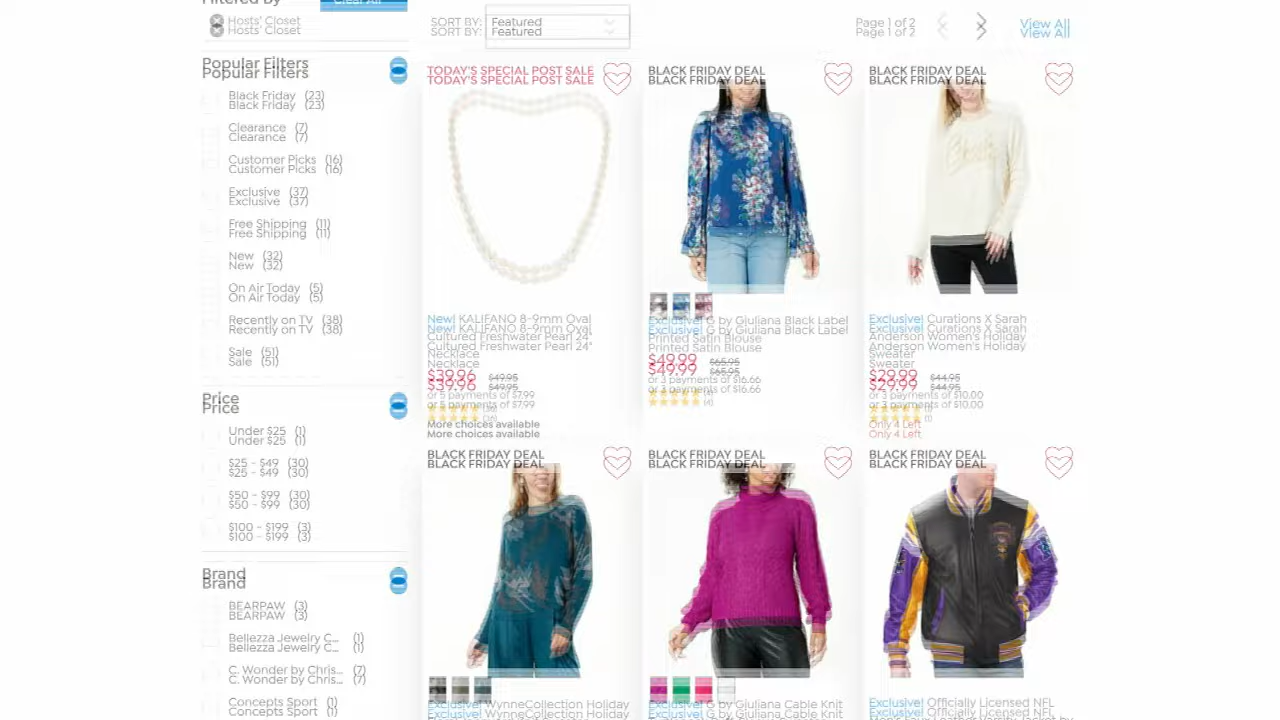 Filtered By
Clear All
Hosts' Closet
SORT BY: Featured
Page 1 of 2
View All
Popular Filters
Black Friday (23)
Clearance (7)
Customer Picks (16)
Exclusive (37)
Free Shipping (11)
New (32)
On Air Today (5)
Recently on TV (38)
Sale (51)
Price
Under $25 (1)
$25 - $49 (30)
$50 - $99 (30)
$100 - $199 (3)
Brand
BEARPAW (3)
Bellezza Jewelry C... (1)
C. Wonder by Chris... (7)
Concepts Sport (1)
TODAY'S SPECIAL POST SALE
New! KALIFANO 8-9mm Oval
Cultured Freshwater Pearl 24"
Necklace
$39.96 $49.95
or 5 payments of $7.99
More choices available
BLACK FRIDAY DEAL
Exclusive! G by Giuliana Black Label
Printed Satin Blouse
$49.99 $65.95
or 3 payments of $16.66
(4)
BLACK FRIDAY DEAL
Exclusive! Curations X Sarah
Anderson Women's Holiday
Sweater
$29.99 $44.95
or 3 payments of $10.00
(1)
Only 4 Left
BLACK FRIDAY DEAL
Exclusive! WynneCollection Holiday
BLACK FRIDAY DEAL
Exclusive! G by Giuliana Cable Knit
BLACK FRIDAY DEAL
Exclusive! Officially Licensed NFL